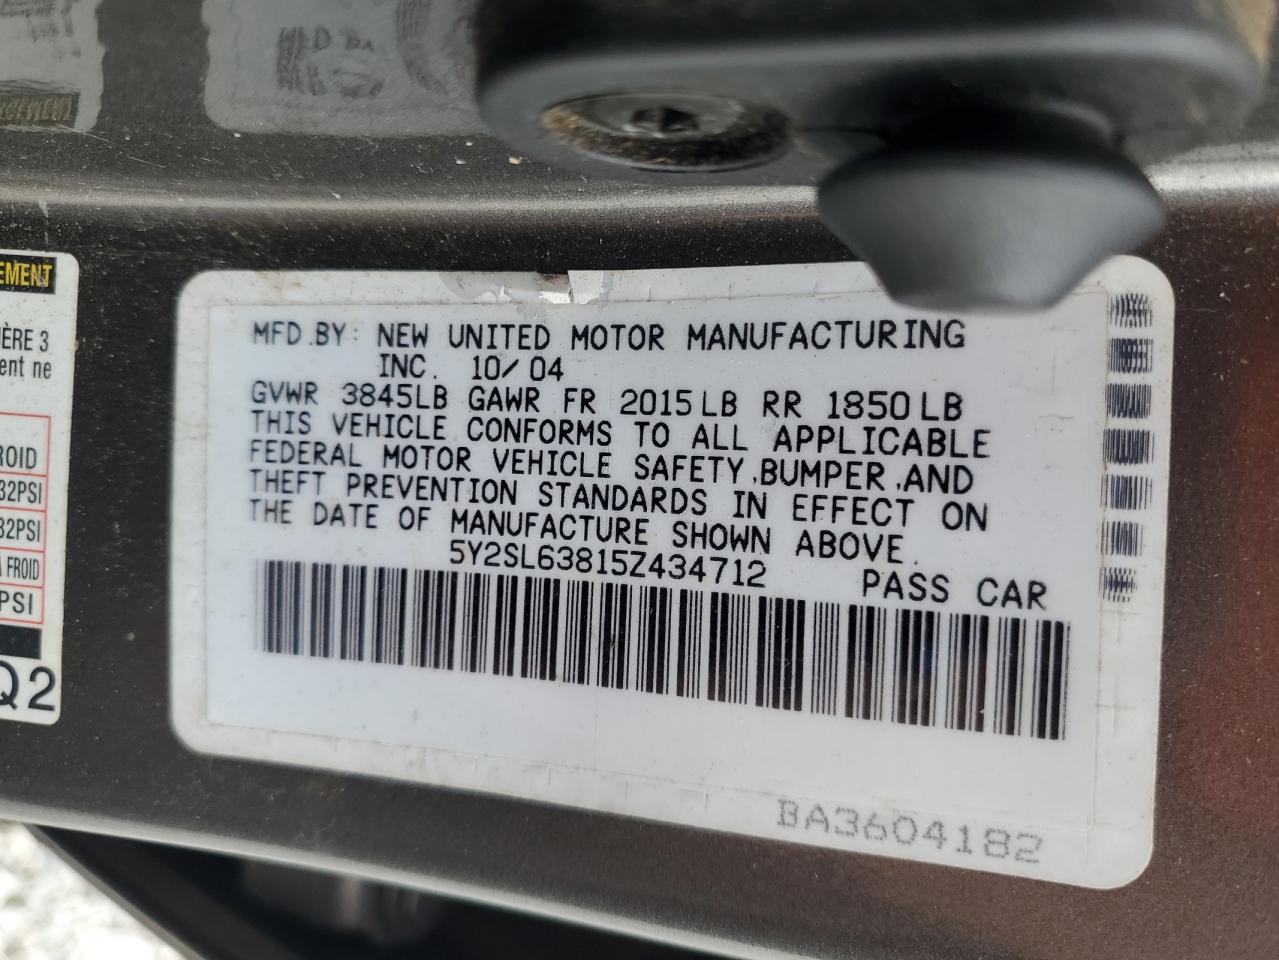 MFD.BY: NEW UNITED MOTOR MANUFACTURING
INC. 10/04
GVWR 3845LB GAWR FR 2015LB RR 1850LB
THIS VEHICLE CONFORMS TO ALL APPLICABLE
FEDERAL MOTOR VEHICLE SAFETY,BUMPER,AND
THEFT PREVENTION STANDARDS IN EFFECT ON
THE DATE OF MANUFACTURE SHOWN ABOVE.
5Y2SL63815Z434712 PASS CAR
BA3604182
EMENT
ÈRE 3
ent ne
ROID
32PSI
32PSI
A FROID
PSI
Q2